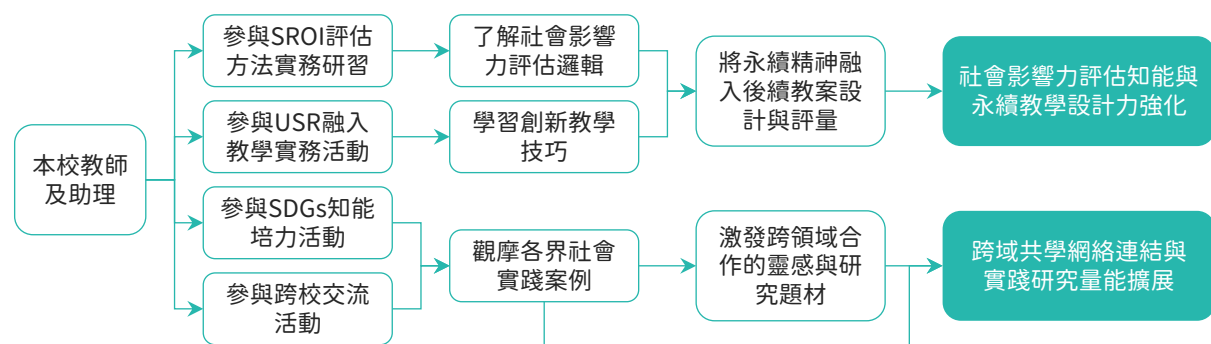 本校教師
及助理
參與SROI評估
方法實務研習
了解社會影響
力評估邏輯
參與USR融入
教學實務活動
學習創新教學
技巧
將永續精神融
入後續教案設
計與評量
社會影響力評估知能與
永續教學設計力強化
參與SDGs知能
培力活動
參與跨校交流
活動
觀摩各界社會
實踐案例
激發跨領域合
作的靈感與研
究題材
跨域共學網絡連結與
實踐研究量能擴展